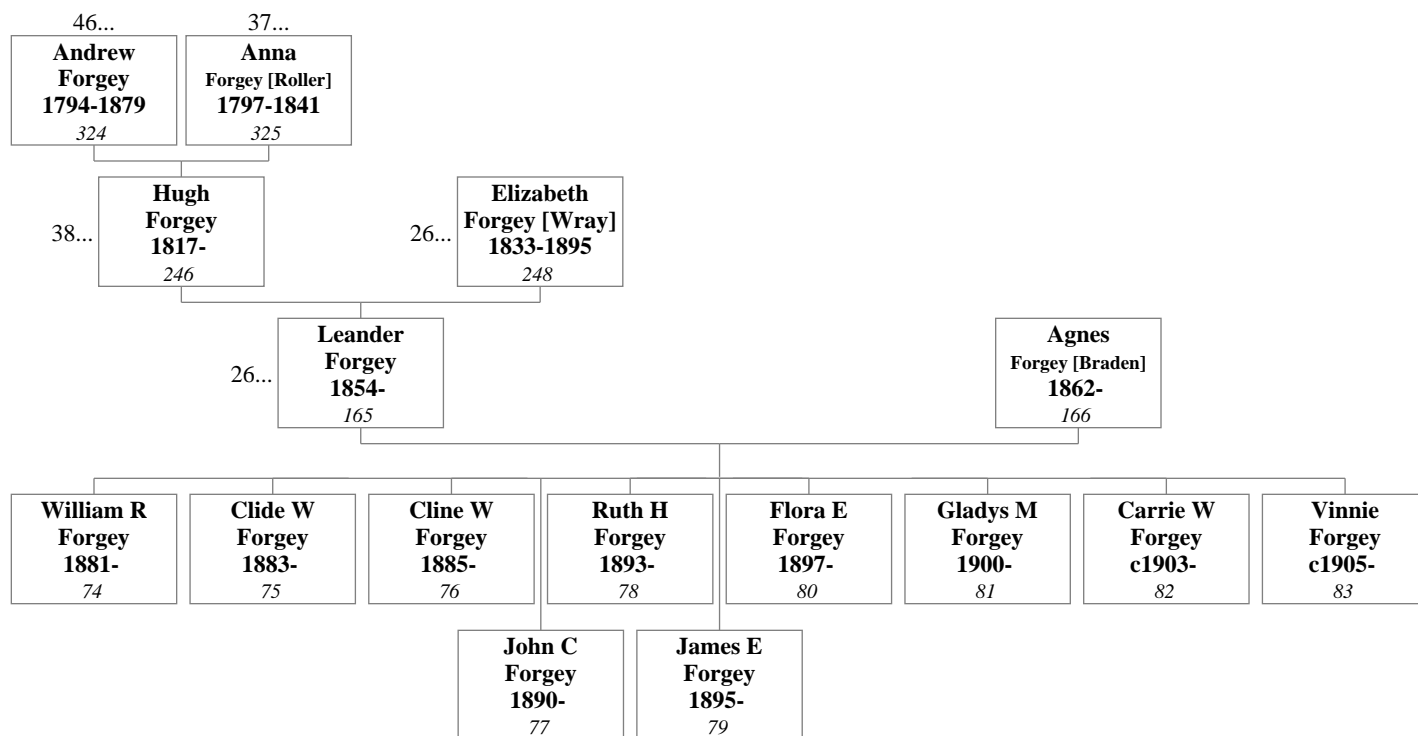 46...
37...
Andrew
Forgey
1794-1879
324
Anna
Forgey [Roller]
1797-1841
325
38...
Hugh
Forgey
1817-
246
26...
Elizabeth
Forgey [Wray]
1833-1895
248
26...
Leander
Forgey
1854-
165
Agnes
Forgey [Braden]
1862-
166
William R
Forgey
1881-
74
Clide W
Forgey
1883-
75
Cline W
Forgey
1885-
76
Ruth H
Forgey
1893-
78
Flora E
Forgey
1897-
80
Gladys M
Forgey
1900-
81
Carrie W
Forgey
c1903-
82
Vinnie
Forgey
c1905-
83
John C
Forgey
1890-
77
James E
Forgey
1895-
79